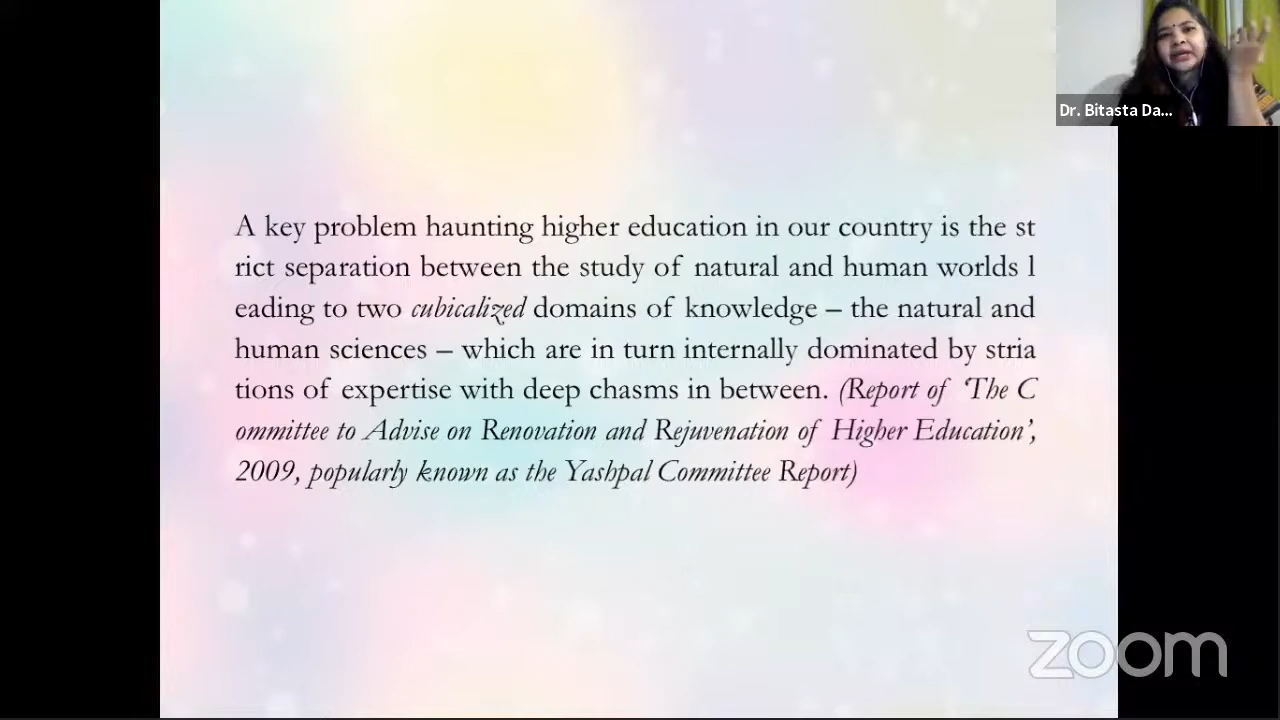 Dr. Bitasta Da...
A key problem haunting higher education in our country is the st
rict separation between the study of natural and human worlds l
eading to two cubicalized domains of knowledge – the natural and
human sciences – which are in turn internally dominated by stria
tions of expertise with deep chasms in between. (Report of ‘The C
ommittee to Advise on Renovation and Rejuvenation of Higher Education’,
2009, popularly known as the Yashpal Committee Report)
zoom